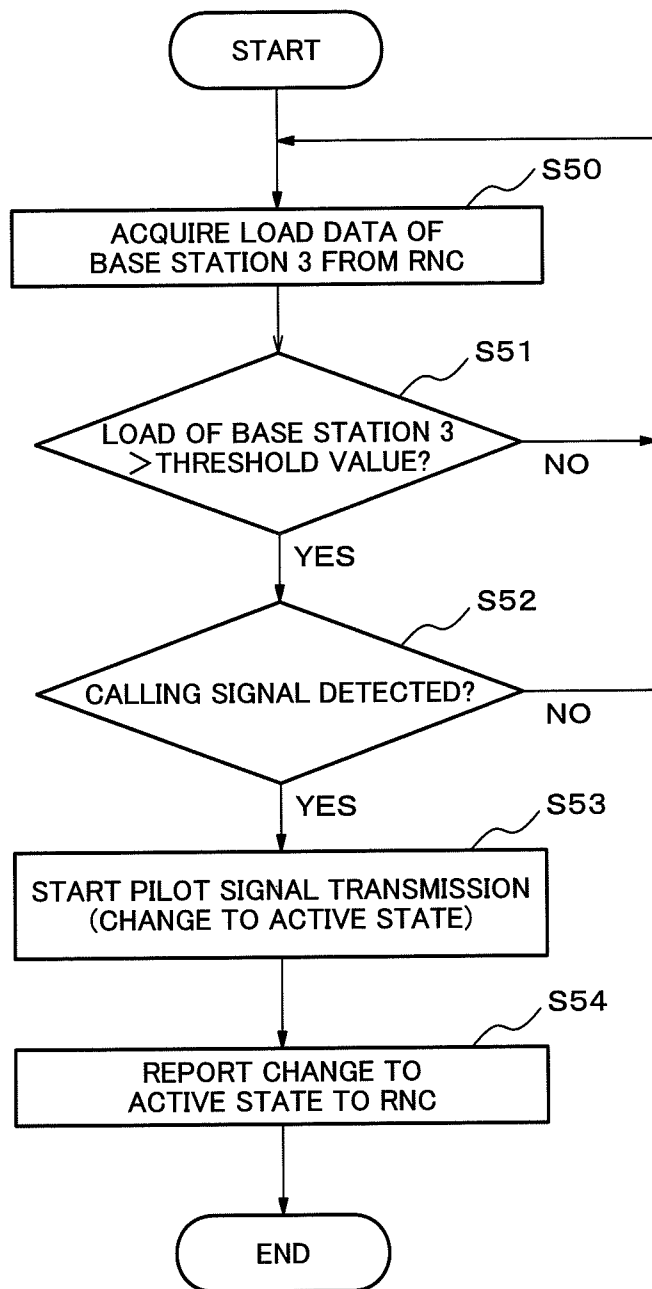 START
S50
ACQUIRE LOAD DATA OF
BASE STATION 3 FROM RNC
S51
LOAD OF BASE STATION 3
>THRESHOLD VALUE?
NO
YES
S52
CALLING SIGNAL DETECTED?
NO
YES
S53
START PILOT SIGNAL TRANSMISSION
(CHANGE TO ACTIVE STATE)
S54
REPORT CHANGE TO
ACTIVE STATE TO RNC
END